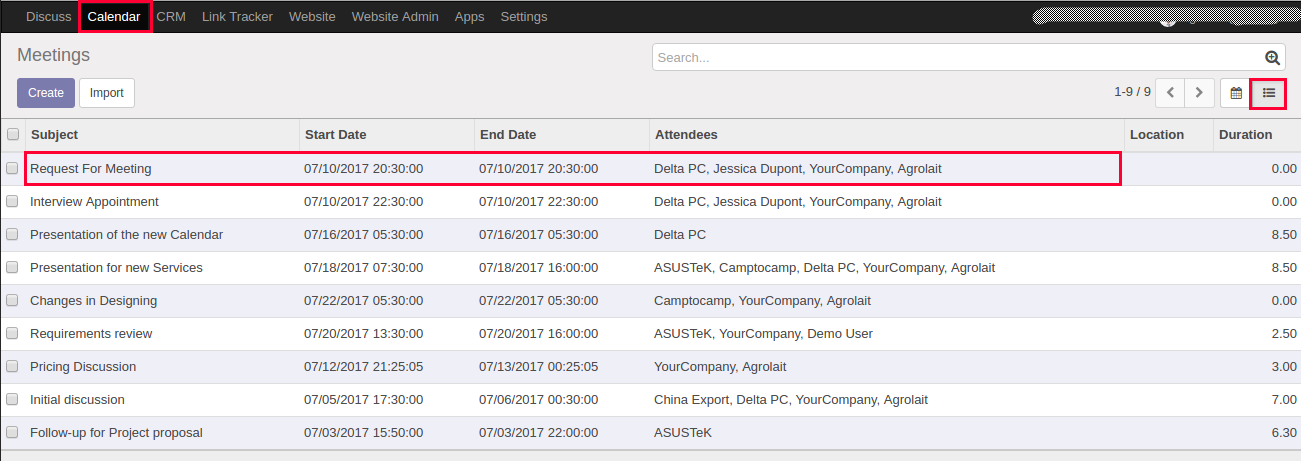 Discuss Calendar CRM Link Tracker Website Website Admin Apps Settings
Meetings
Search...
Create Import 1-9 / 9
Subject Start Date End Date Attendees Location Duration
Request For Meeting 07/10/2017 20:30:00 07/10/2017 20:30:00 Delta PC, Jessica Dupont, YourCompany, Agrolait 0.00
Interview Appointment 07/10/2017 22:30:00 07/10/2017 22:30:00 Delta PC, Jessica Dupont, YourCompany, Agrolait 0.00
Presentation of the new Calendar 07/16/2017 05:30:00 07/16/2017 05:30:00 Delta PC 8.50
Presentation for new Services 07/18/2017 07:30:00 07/18/2017 16:00:00 ASUSTeK, Camptocamp, Delta PC, YourCompany, Agrolait 8.50
Changes in Designing 07/22/2017 05:30:00 07/22/2017 05:30:00 Camptocamp, YourCompany, Agrolait 0.00
Requirements review 07/20/2017 13:30:00 07/20/2017 16:00:00 ASUSTeK, YourCompany, Demo User 2.50
Pricing Discussion 07/12/2017 21:25:05 07/13/2017 00:25:05 YourCompany, Agrolait 3.00
Initial discussion 07/05/2017 17:30:00 07/06/2017 00:30:00 China Export, Delta PC, YourCompany, Agrolait 7.00
Follow-up for Project proposal 07/03/2017 15:50:00 07/03/2017 22:00:00 ASUSTeK 6.30